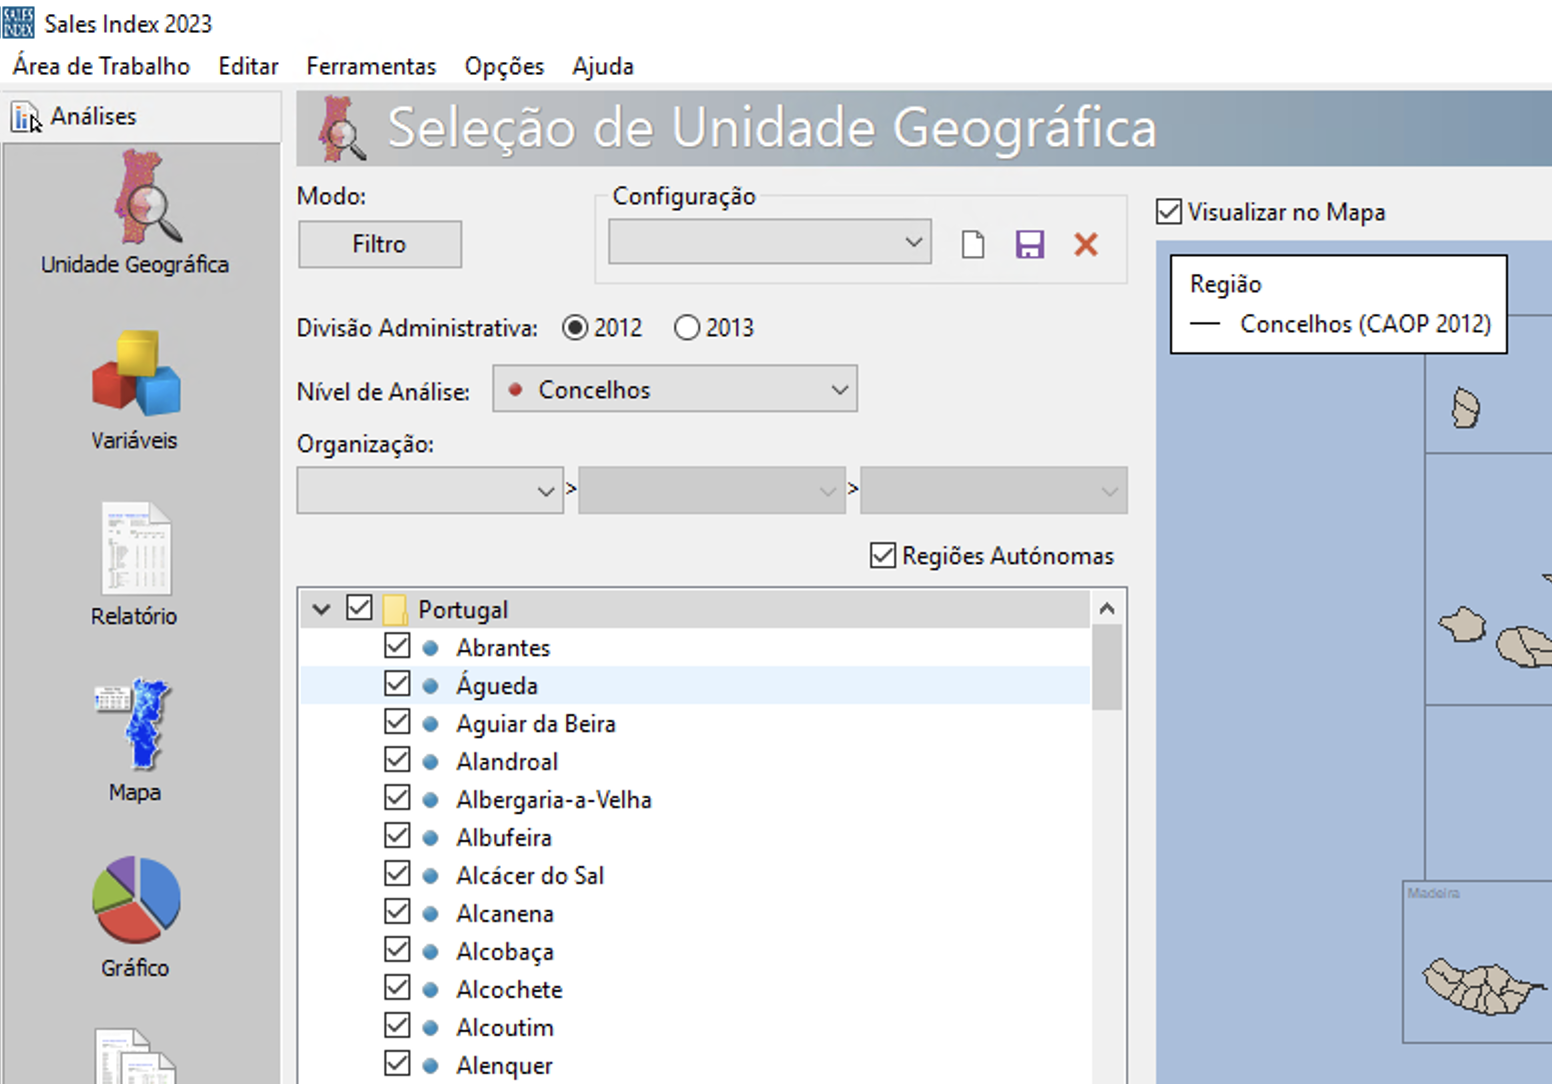 SALES
INDEX
Sales Index 2023
Área de Trabalho Editar Ferramentas Opções Ajuda
Análises
Unidade Geográfica
Variáveis
Relatório
Mapa
Gráfico
Seleção de Unidade Geográfica
Modo:
Filtro
Configuração
Divisão Administrativa: 2012 2013
Nível de Análise: Concelhos
Organização:
> >
Regiões Autónomas
Portugal
Abrantes
Águeda
Aguiar da Beira
Alandroal
Albergaria-a-Velha
Albufeira
Alcácer do Sal
Alcanena
Alcobaça
Alcochete
Alcoutim
Alenquer
Visualizar no Mapa
Região
Concelhos (CAOP 2012)
Madeira